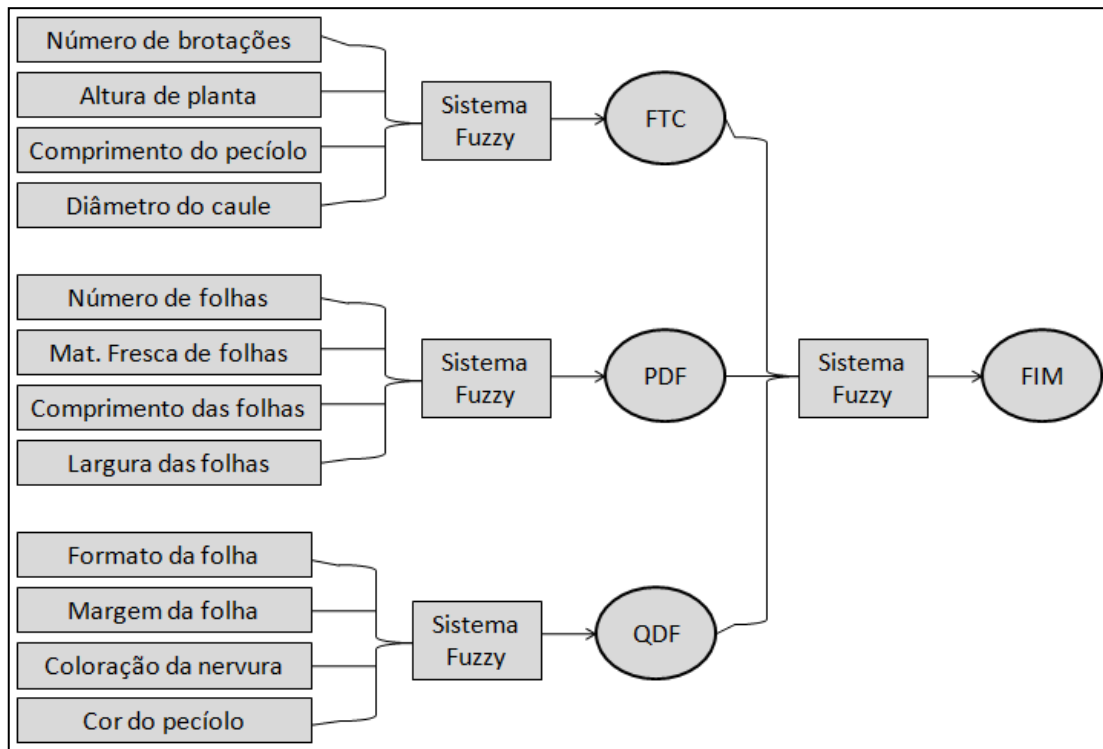 Número de brotações
Altura de planta
Comprimento do pecíolo
Diâmetro do caule
Sistema
Fuzzy
FTC
Número de folhas
Mat. Fresca de folhas
Comprimento das folhas
Largura das folhas
Sistema
Fuzzy
PDF
Sistema
Fuzzy
FIM
Formato da folha
Margem da folha
Coloração da nervura
Cor do pecíolo
Sistema
Fuzzy
QDF